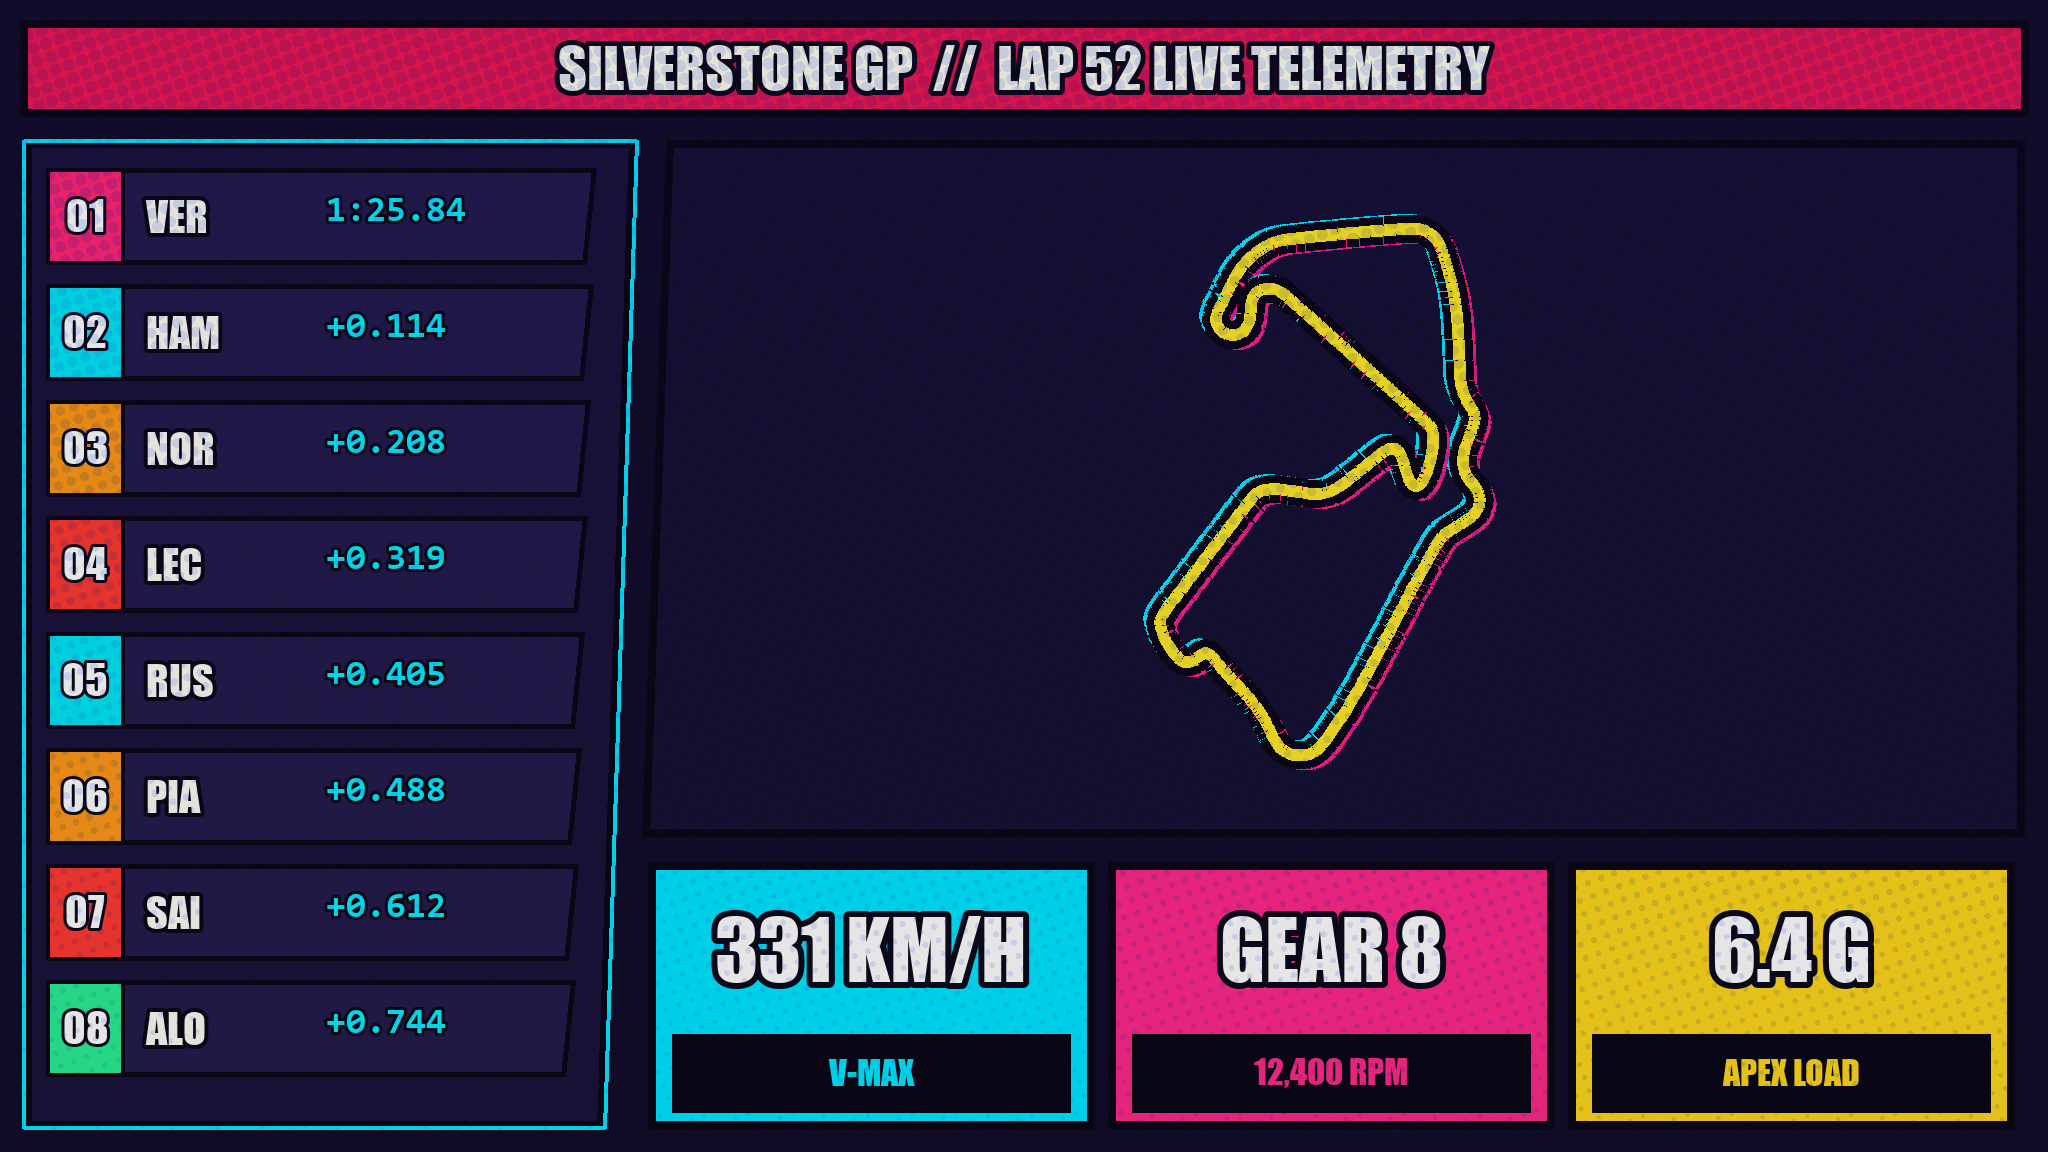 SILVERSTONE GP // LAP 52 LIVE TELEMETRY
01 VER 1:25.84
02 HAM +0.114
03 NOR +0.208
04 LEC +0.319
05 RUS +0.405
06 PIA +0.488
07 SAI +0.612
08 ALO +0.744
331 KM/H
V-MAX
GEAR 8
12,400 RPM
6.4 G
APEX LOAD